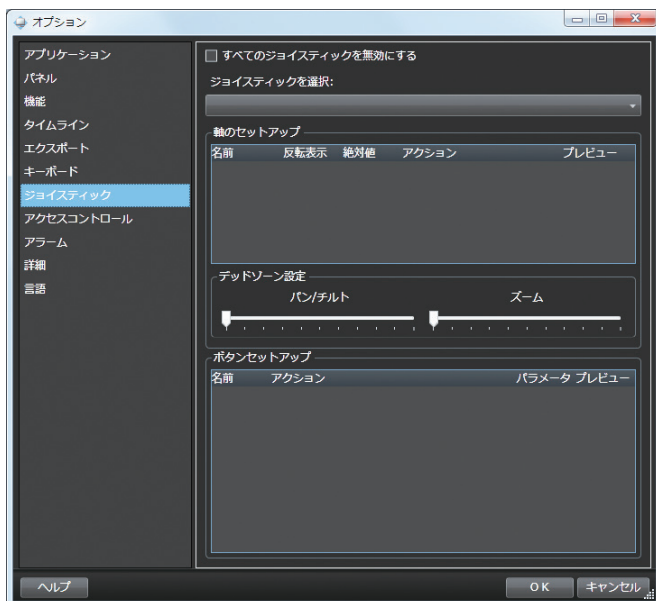 オプション
アプリケーション
パネル
機能
タイムライン
エクスポート
キーボード
ジョイスティック
アクセスコントロール
アラーム
詳細
言語
すべてのジョイスティックを無効にする
ジョイスティックを選択:
軸のセットアップ
名前 反転表示 絶対値 アクション プレビュー
デッドゾーン設定
パン/チルト ズーム
ボタンセットアップ
名前 アクション パラメータ プレビュー
ヘルプ OK キャンセル